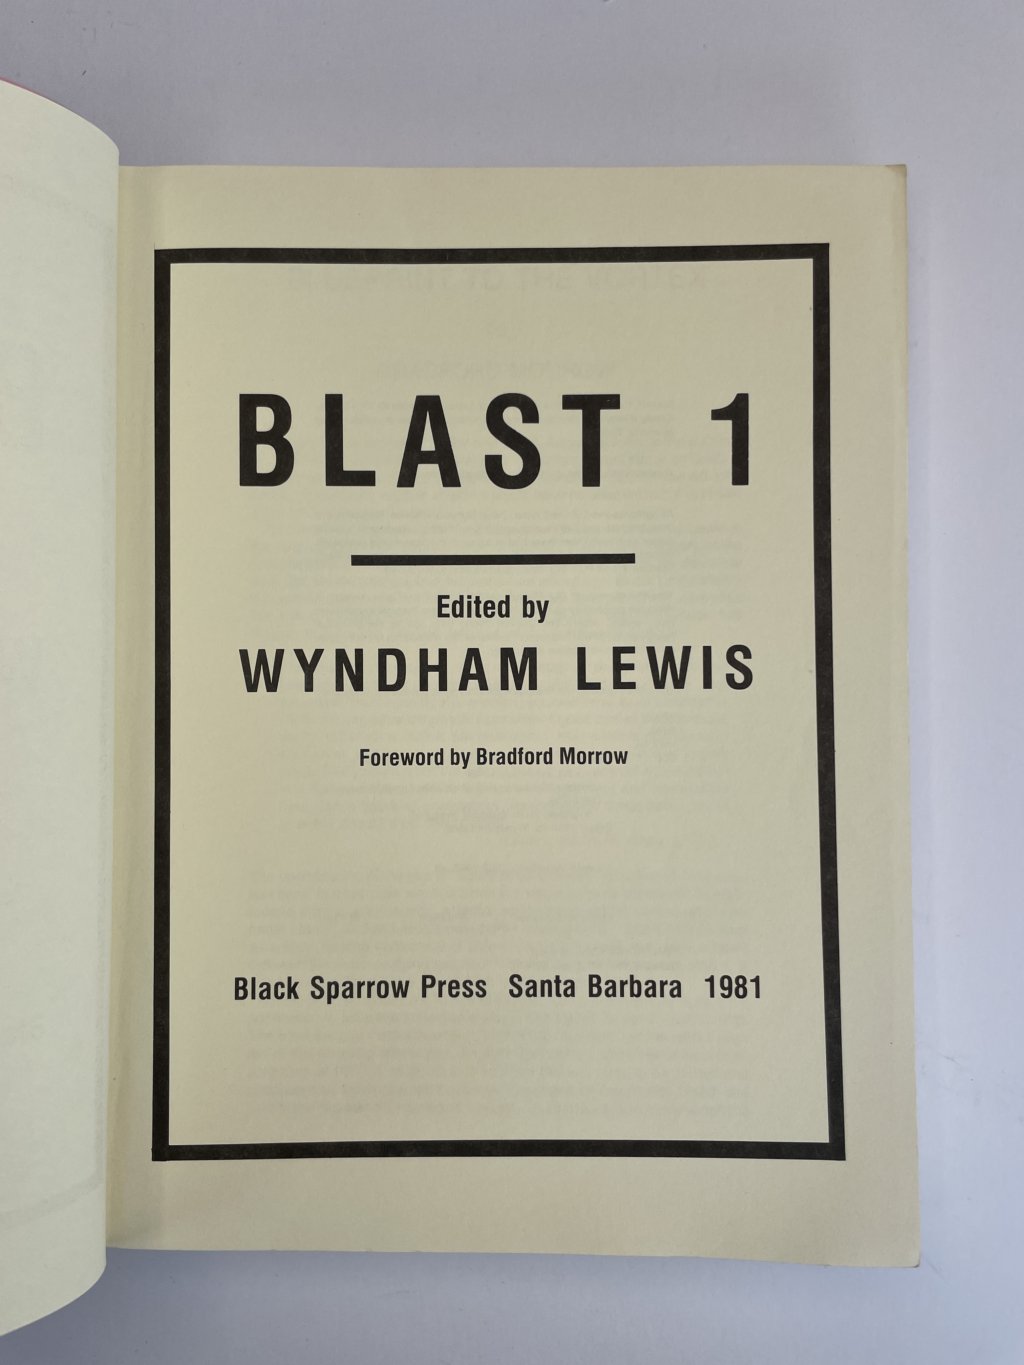 BLAST 1
Edited by
WYNDHAM LEWIS
Foreword by Bradford Morrow
Black Sparrow Press Santa Barbara 1981